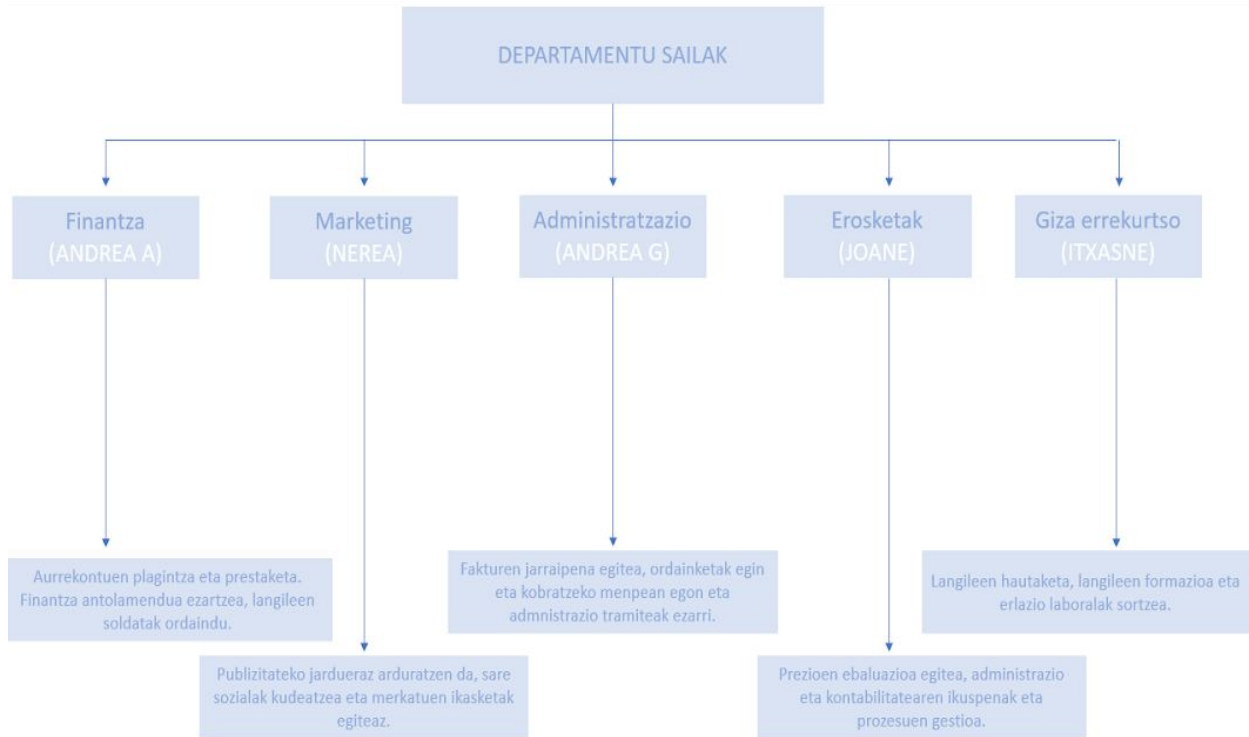 DEPARTAMENTU SAILAK
Finantza
(ANDREA A)
Marketing
(NEREA)
Administratzazio
(ANDREA G)
Erosketak
(JOANE)
Giza errekurtso
(ITXASNE)
Aurrekontuen plagintza eta prestaketa.
Finantza antolamendua ezartzea, langileen
soldatak ordaindu.
Publizitateko jardueraz arduratzen da, sare
sozialak kudeatzea eta merkatuen ikasketak
egiteaz.
Fakturen jarraipena egitea, ordainketak egin
eta kobratzeko menpean egon eta
admnistrazio tramiteak ezarri.
Prezioen ebaluazioa egitea, administrazio
eta kontabilitatearen ikuspenak eta
prozesuen gestioa.
Langileen hautaketa, langileen formazioa eta
erlazio laboralak sortzea.